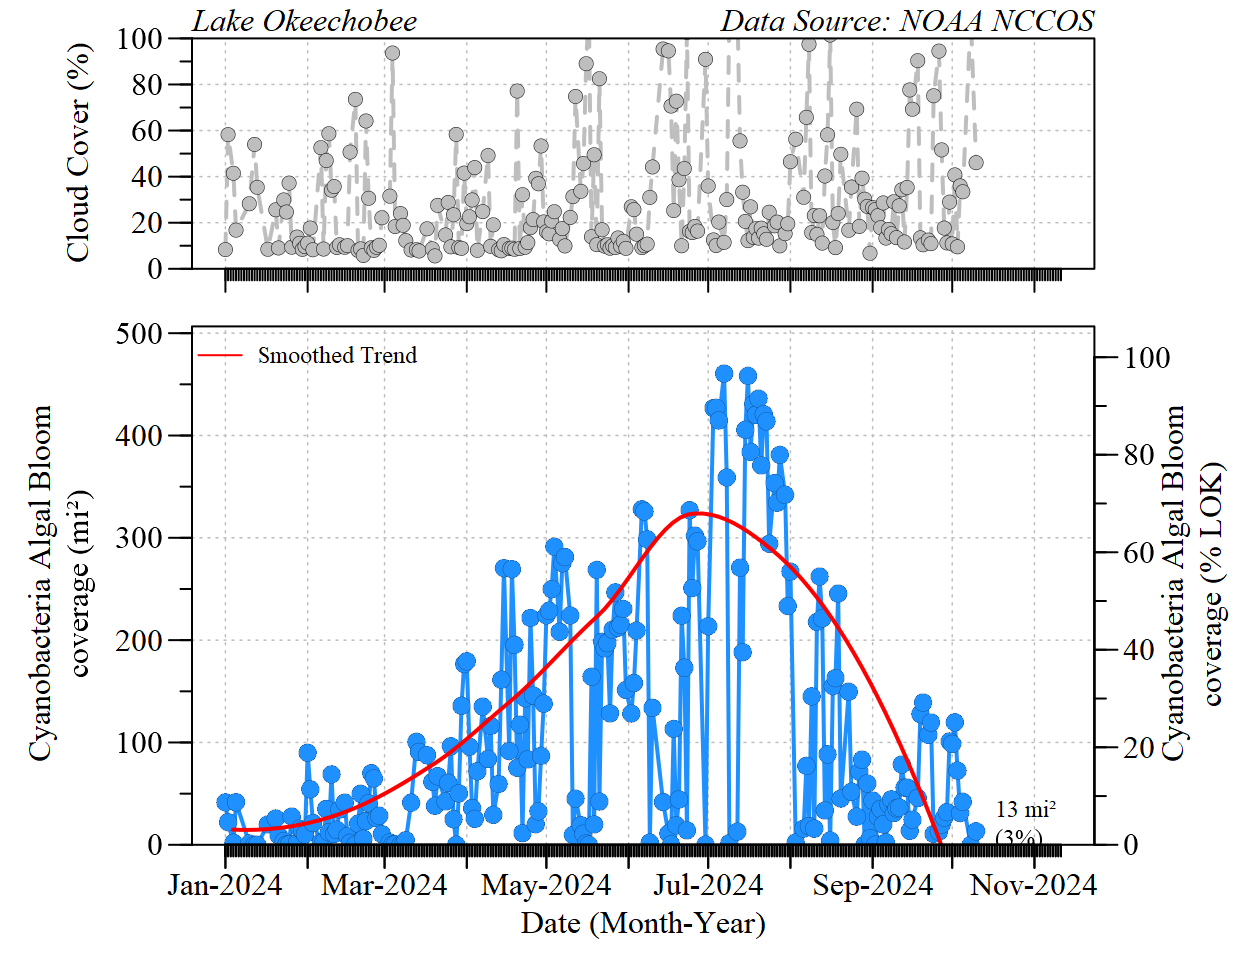 Lake Okeechobee
Data Source: NOAA NCCOS
Cloud Cover (%)
100
80
60
40
20
0
Smoothed Trend
Cyanobacteria Algal Bloom
coverage (mi²)
500
400
300
200
100
0
100
80
60
40
20
0
Cyanobacteria Algal Bloom
coverage (% LOK)
13 mi²
(3%)
Jan-2024
Mar-2024
May-2024
Jul-2024
Sep-2024
Nov-2024
Date (Month-Year)